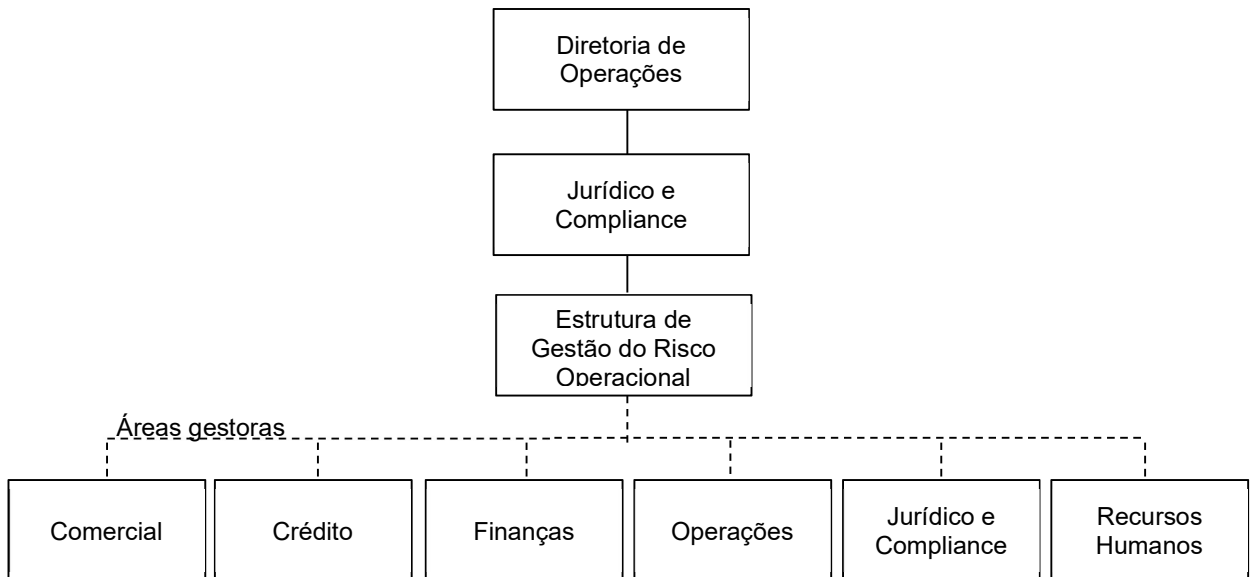 Diretoria de
Operações
Jurídico e
Compliance
Estrutura de
Gestão do Risco
Operacional
Áreas gestoras
Comercial
Crédito
Finanças
Operações
Jurídico e
Compliance
Recursos
Humanos